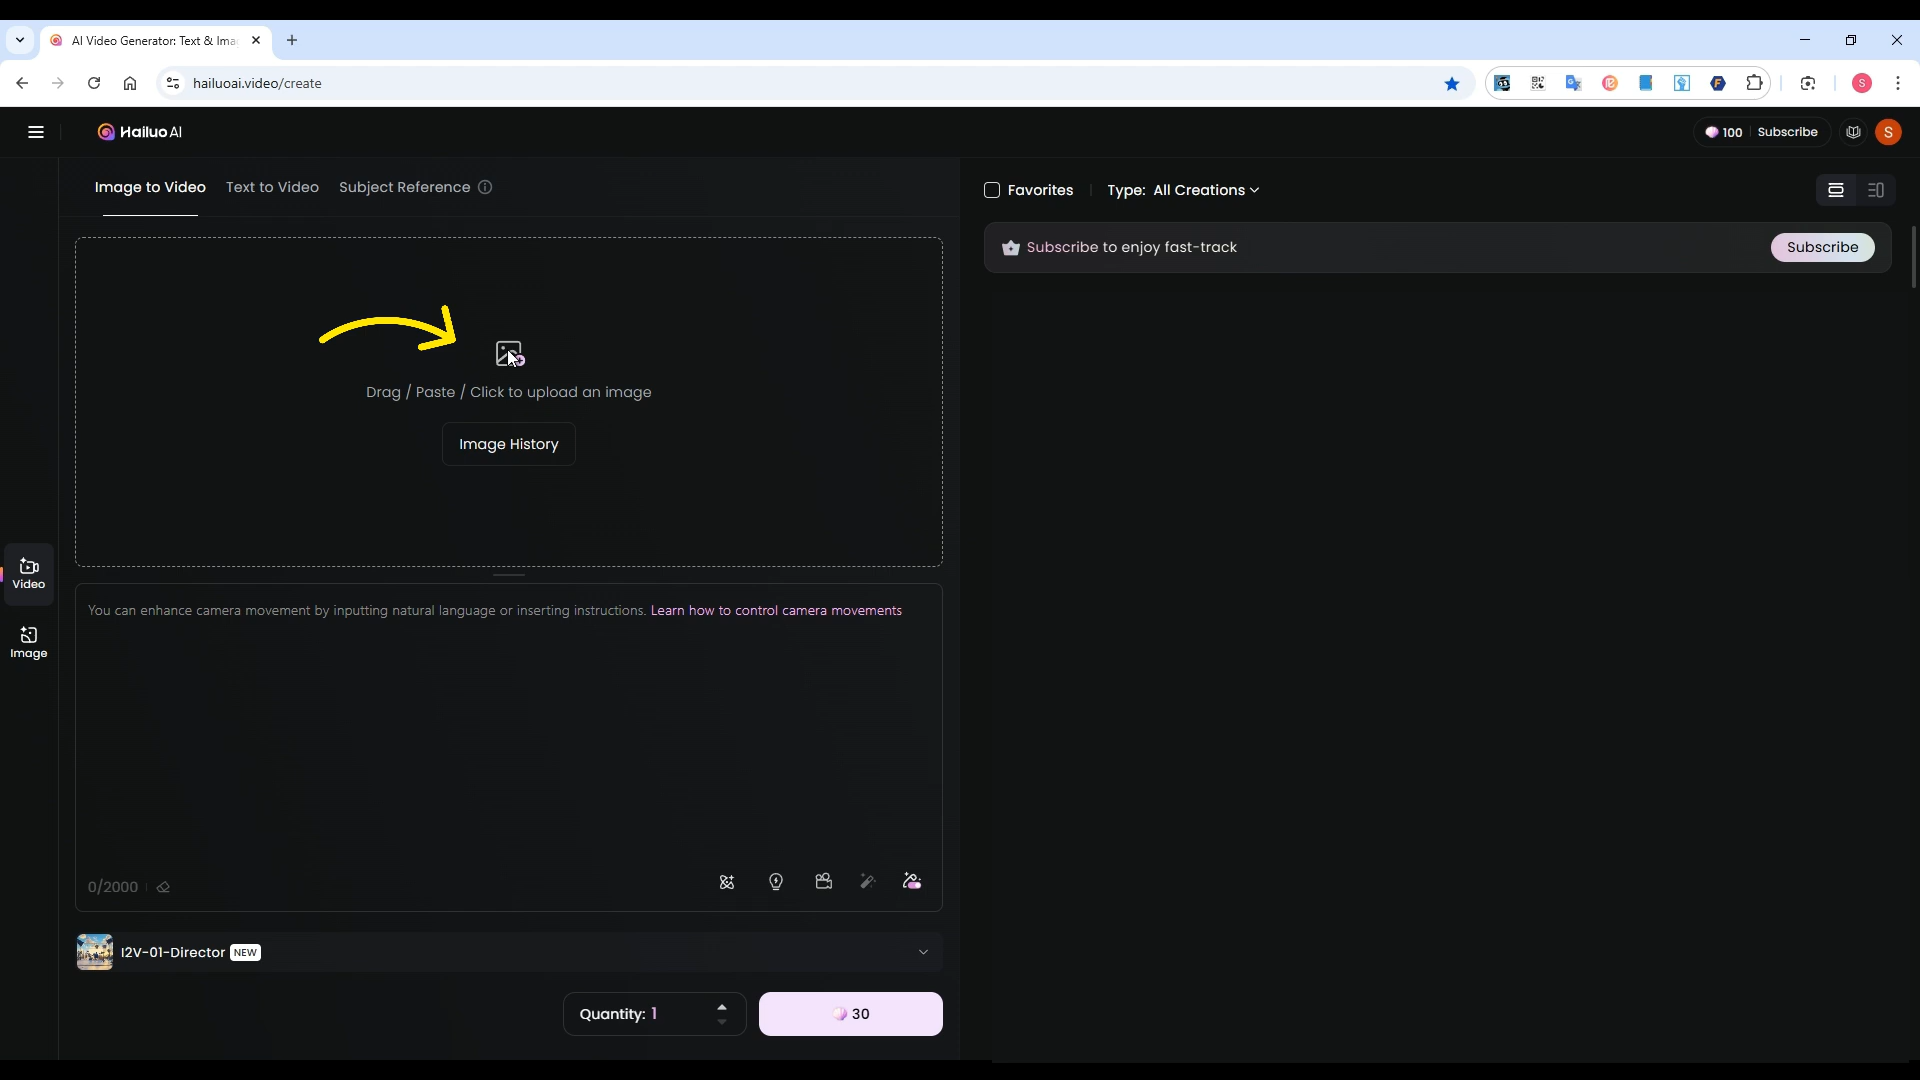 AI Video Generator: Text & Ima
hailuoai.video/create
S
Hailuo AI
100 Subscribe
S
Image to Video Text to Video Subject Reference
Favorites Type: All Creations
Subscribe to enjoy fast-track
Subscribe
Drag / Paste / Click to upload an image
Image History
Video
Image
You can enhance camera movement by inputting natural language or inserting instructions. Learn how to control camera movements
0/2000
I2V-01-Director NEW
Quantity: 1
30